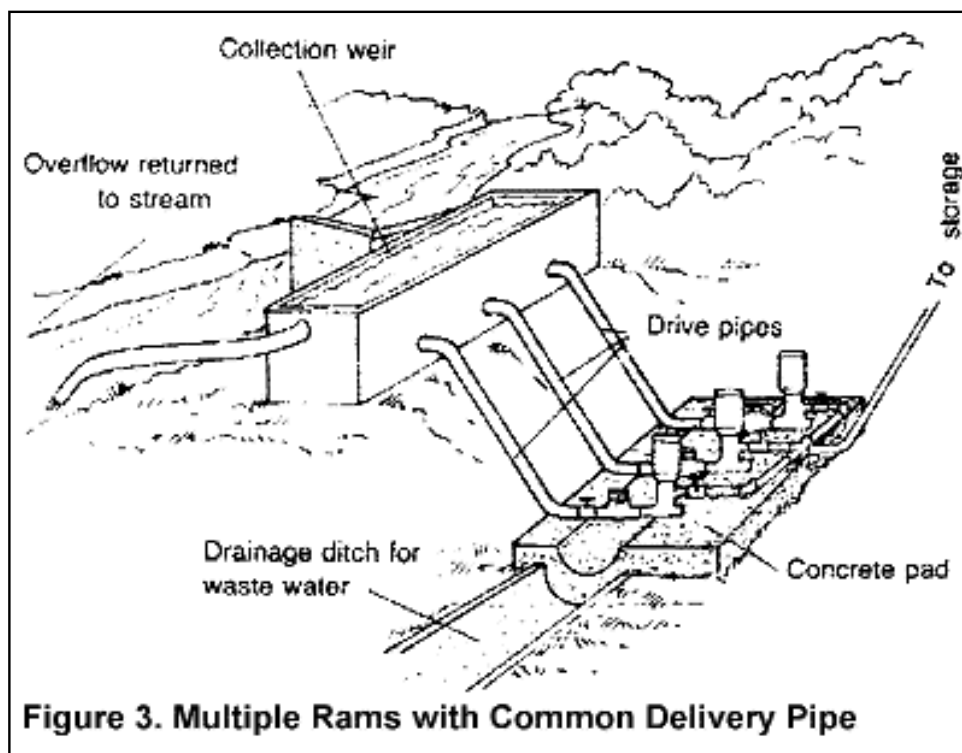 Collection weir
Overflow returned
to stream
To storage
Drive pipes
Drainage ditch for
waste water
Concrete pad
Figure 3. Multiple Rams with Common Delivery Pipe